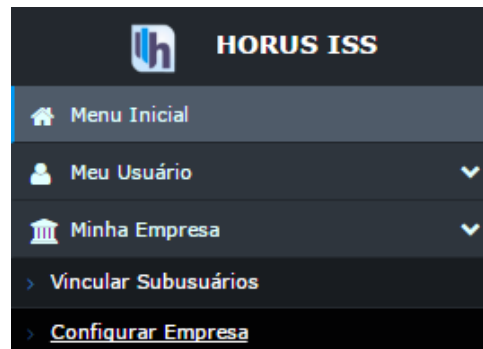 HORUS ISS
Menu Inicial
Meu Usuário
Minha Empresa
Vincular Subusuários
Configurar Empresa